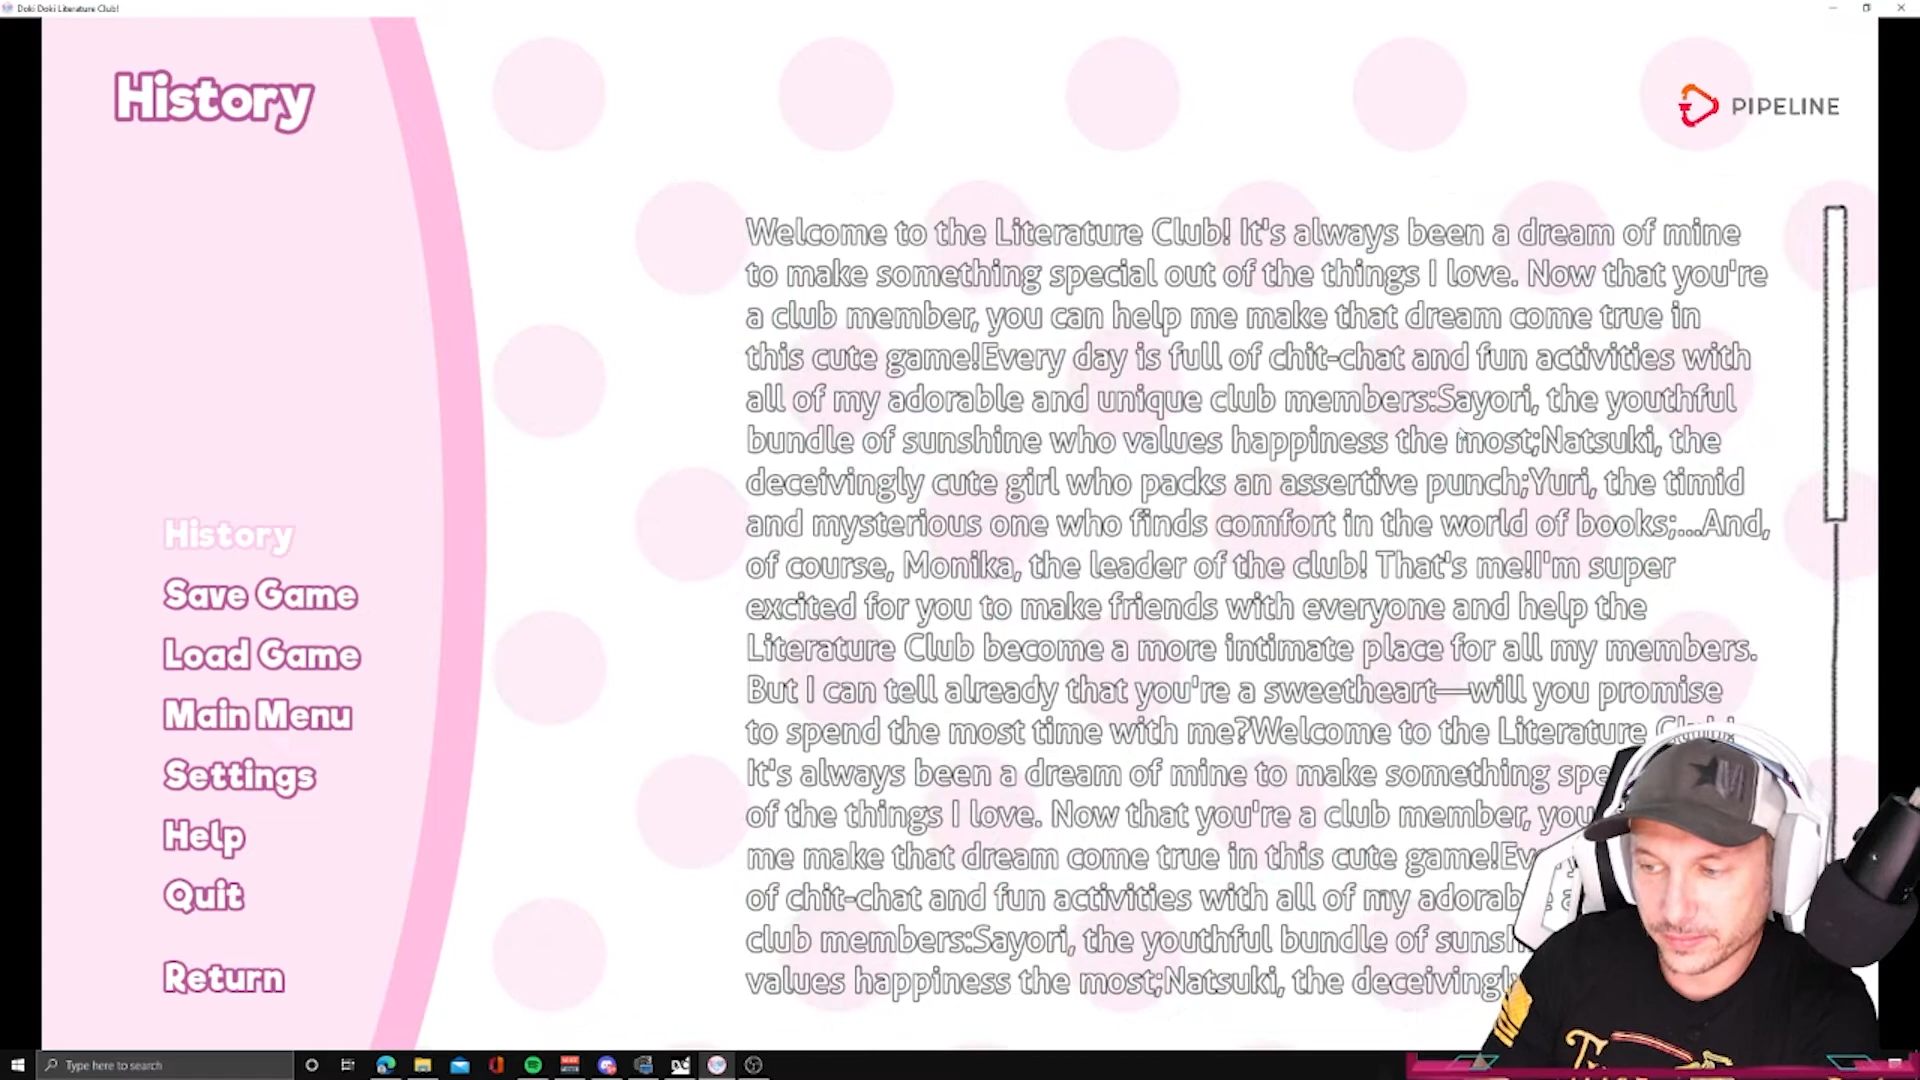 Doki Doki Literature Club!
History
PIPELINE
Welcome to the Literature Club! It's always been a dream of mine
to make something special out of the things I love. Now that you're
a club member, you can help me make that dream come true in
this cute game!Every day is full of chit-chat and fun activities with
all of my adorable and unique club members:Sayori, the youthful
bundle of sunshine who values happiness the most;Natsuki, the
deceivingly cute girl who packs an assertive punch;Yuri, the timid
and mysterious one who finds comfort in the world of books;...And,
of course, Monika, the leader of the club! That's me!I'm super
excited for you to make friends with everyone and help the
Literature Club become a more intimate place for all my members.
But I can tell already that you're a sweetheart—will you promise
to spend the most time with me?Welcome to the Literature Club!
It's always been a dream of mine to make something
of the things I love. Now that you're a club member, you
me make that dream come true in this cute game!
of chit-chat and fun activities with all of my
club members:Sayori, the youthful bundle of
values happiness the most;Natsuki, the
History
Save Game
Load Game
Main Menu
Settings
Help
Quit
Return
Type here to search